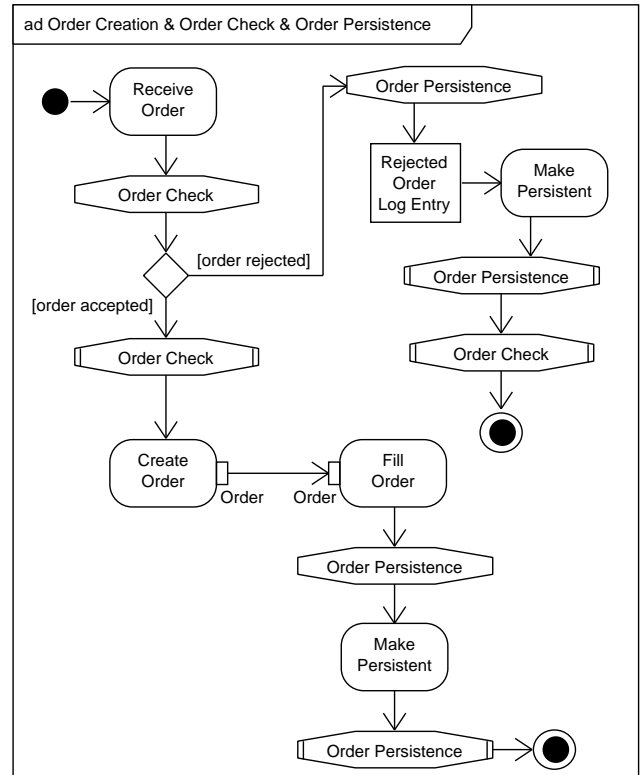 ad Order Creation & Order Check & Order Persistence
Receive
Order
Order Check
[order rejected]
[order accepted]
Order Check
Order Persistence
Rejected
Order
Log Entry
Make
Persistent
Order Persistence
Order Check
Create
Order
Order
Order
Fill
Order
Order Persistence
Make
Persistent
Order Persistence